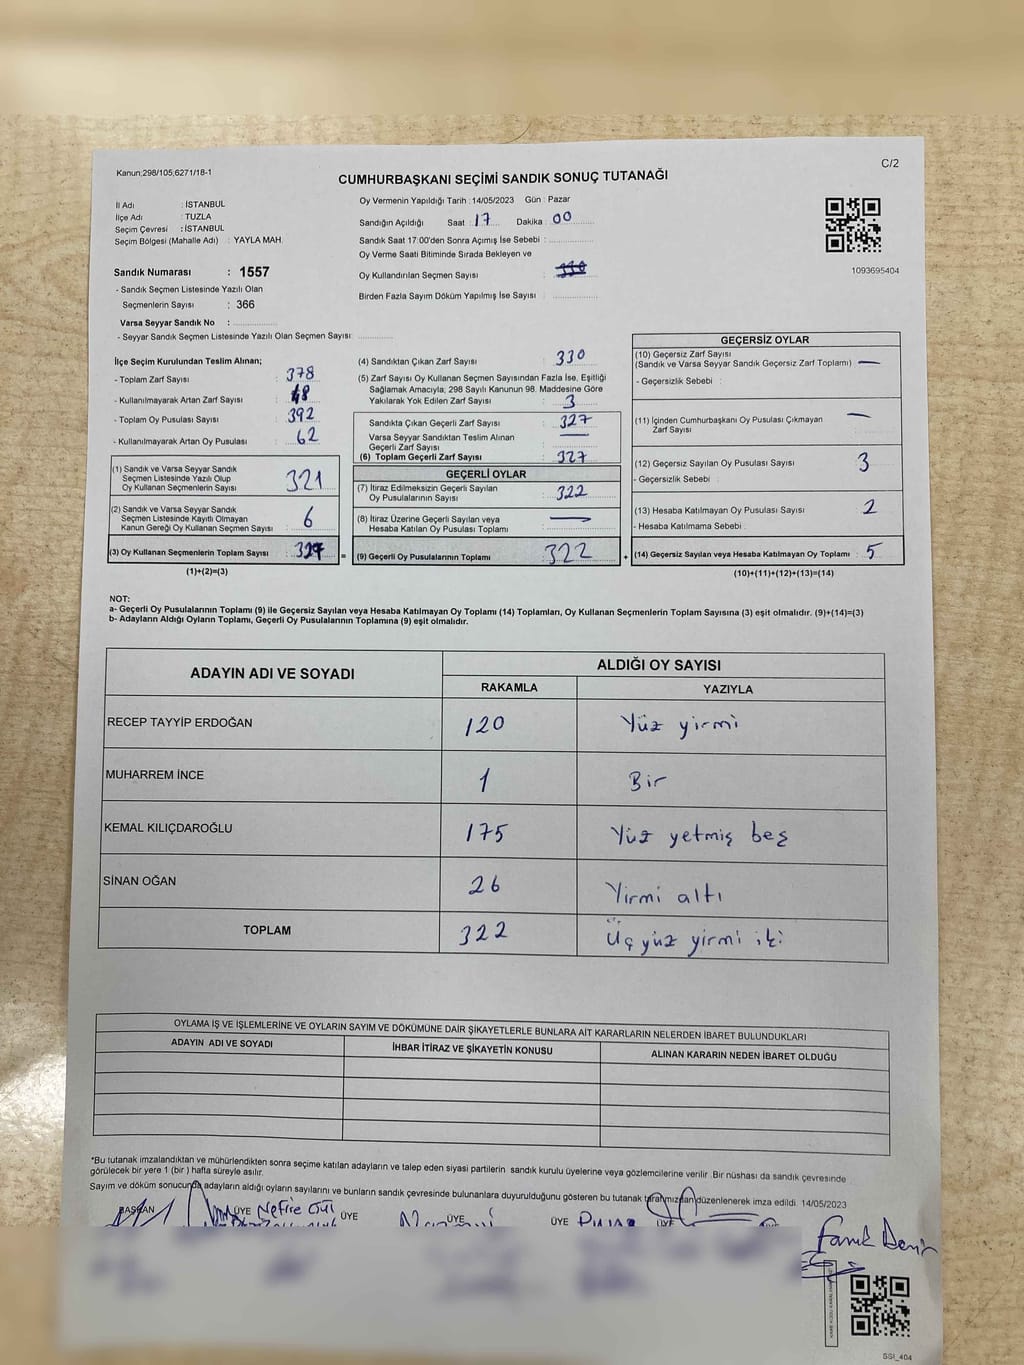 Kanun;298/105,6271/18-1
C/2
CUMHURBAŞKANI SEÇİMİ SANDIK SONUÇ TUTANAĞI
İl Adı : İSTANBUL
İlçe Adı : TUZLA
Seçim Çevresi : İSTANBUL
Seçim Bölgesi (Mahalle Adı) : YAYLA MAH.
Sandık Numarası : 1557
- Sandık Seçmen Listesinde Yazılı Olan
Seçmenlerin Sayısı : 366
Varsa Seyyar Sandık No :
- Seyyar Sandık Seçmen Listesinde Yazılı Olan Seçmen Sayısı:
Oy Vermenin Yapıldığı Tarih : 14/05/2023 Gün : Pazar
Sandığın Açıldığı Saat : 17 Dakika : 00
Sandık Saat 17:00'den Sonra Açımış İse Sebebi :
Oy Verme Saati Bitiminde Sırada Bekleyen ve
Oy Kullandırılan Seçmen Sayısı :
Birden Fazla Sayım Döküm Yapılmış İse Sayısı :
1093695404
İlçe Seçim Kurulundan Teslim Alınan;
- Toplam Zarf Sayısı : 378
- Kullanılmayarak Artan Zarf Sayısı : 48
- Toplam Oy Pusulası Sayısı : 392
- Kullanılmayarak Artan Oy Pusulası : 62
(1) Sandık ve Varsa Seyyar Sandık
Seçmen Listesinde Yazılı Olup
Oy Kullanan Seçmenlerin Sayısı : 321
(2) Sandık ve Varsa Seyyar Sandık
Seçmen Listesinde Kayıtlı Olmayan
Kanun Gereği Oy Kullanan Seçmen Sayısı : 6
(3) Oy Kullanan Seçmenlerin Toplam Sayısı : 327
(1)+(2)=(3)
(4) Sandıktan Çıkan Zarf Sayısı : 330
(5) Zarf Sayısı Oy Kullanan Seçmen Sayısından Fazla İse, Eşitliği
Sağlamak Amacıyla; 298 Sayılı Kanunun 98. Maddesine Göre
Yakılarak Yok Edilen Zarf Sayısı : 3
Sandıkta Çıkan Geçerli Zarf Sayısı : 327
Varsa Seyyar Sandıktan Teslim Alınan
Geçerli Zarf Sayısı : —
(6) Toplam Geçerli Zarf Sayısı : 327
GEÇERLİ OYLAR
(7) İtiraz Edilmeksizin Geçerli Sayılan
Oy Pusulalarının Sayısı : 322
(8) İtiraz Üzerine Geçerli Sayılan veya
Hesaba Katılan Oy Pusulası Toplamı : —
= (9) Geçerli Oy Pusulalarının Toplamı : 322
GEÇERSİZ OYLAR
(10) Geçersiz Zarf Sayısı
(Sandık ve Varsa Seyyar Sandık Geçersiz Zarf Toplamı) : —
- Geçersizlik Sebebi :
(11) İçinden Cumhurbaşkanı Oy Pusulası Çıkmayan : —
Zarf Sayısı
(12) Geçersiz Sayılan Oy Pusulası Sayısı : 3
- Geçersizlik Sebebi :
(13) Hesaba Katılmayan Oy Pusulası Sayısı : 2
- Hesaba Katılmama Sebebi :
+ (14) Geçersiz Sayılan veya Hesaba Katılmayan Oy Toplamı : 5
(10)+(11)+(12)+(13)=(14)
NOT:
a- Geçerli Oy Pusulalarının Toplamı (9) ile Geçersiz Sayılan veya Hesaba Katılmayan Oy Toplamı (14) Toplamları, Oy Kullanan Seçmenlerin Toplam Sayısına (3) eşit olmalıdır. (9)+(14)=(3)
b- Adayların Aldığı Oyların Toplamı, Geçerli Oy Pusulalarının Toplamına (9) eşit olmalıdır.
ADAYIN ADI VE SOYADI
ALDIĞI OY SAYISI
RAKAMLA YAZIYLA
RECEP TAYYİP ERDOĞAN 120 Yüz yirmi
MUHARREM İNCE 1 Bir
KEMAL KILIÇDAROĞLU 175 Yüz yetmiş beş
SİNAN OĞAN 26 Yirmi altı
TOPLAM 322 Üç yüz yirmi iki
OYLAMA İŞ VE İŞLEMLERİNE VE OYLARIN SAYIM VE DÖKÜMÜNE DAİR ŞİKAYETLERLE BUNLARA AİT KARARLARIN NELERDEN İBARET BULUNDUKLARI
ADAYIN ADI VE SOYADI İHBAR İTİRAZ VE ŞİKAYETİN KONUSU ALINAN KARARIN NEDEN İBARET OLDUĞU
*Bu tutanak imzalandıktan ve mühürlendikten sonra seçime katılan adayların ve talep eden siyasi partilerin sandık kurulu üyelerine veya gözlemcilerine verilir .Bir nüshası da sandık çevresinde
görülecek bir yere 1 (bir ) hafta süreyle asılır.
Sayım ve döküm sonucunda adayların aldığı oyların sayılarını ve bunların sandık çevresinde bulunanlara duyurulduğunu gösteren bu tutanak tarafımızdan düzenlenerek imza edildi. 14/05/2023
BAŞKAN ÜYE ÜYE ÜYE ÜYE ÜYE
SSI_404